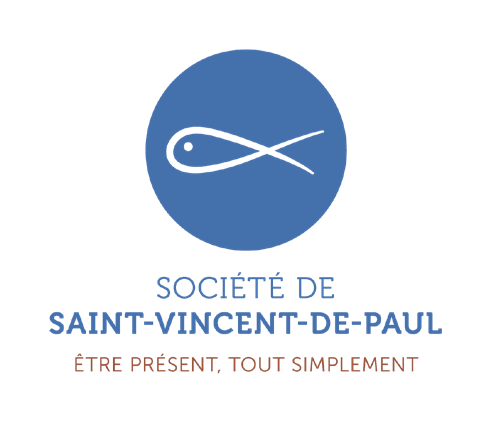 SOCIÉTÉ DE
SAINT-VINCENT-DE-PAUL
ÊTRE PRÉSENT, TOUT SIMPLEMENT